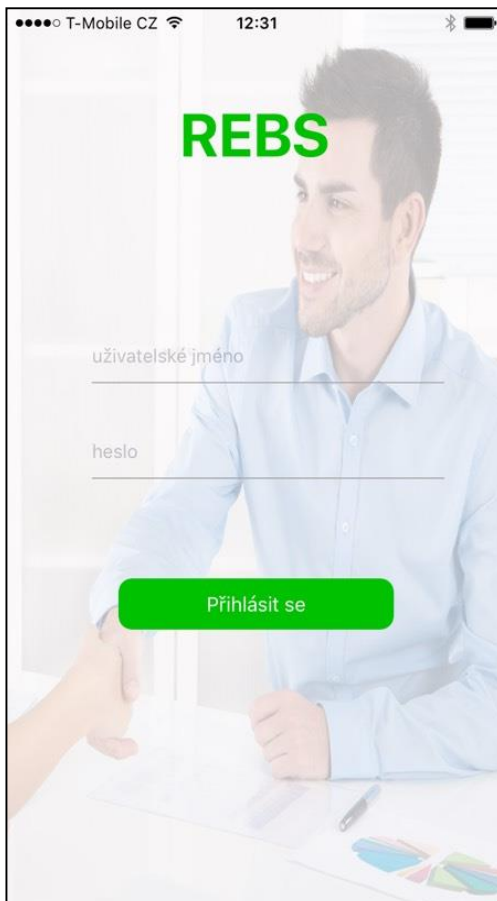 T-Mobile CZ 12:31
REBS
uživatelské jméno
heslo
Přihlásit se